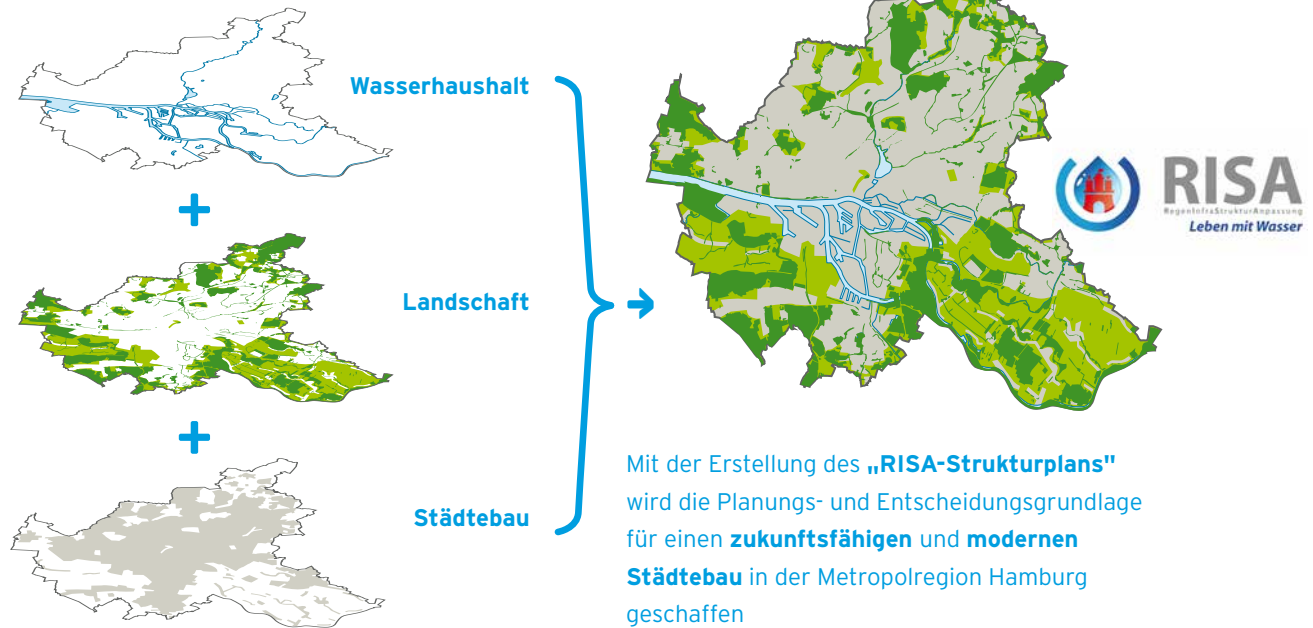 Wasserhaushalt
+
Landschaft
+
Städtebau
RISA
RegenInfraStrukturAnpassung
Leben mit Wasser
Mit der Erstellung des „RISA-Strukturplans"
wird die Planungs- und Entscheidungsgrundlage
für einen zukunftsfähigen und modernen
Städtebau in der Metropolregion Hamburg
geschaffen